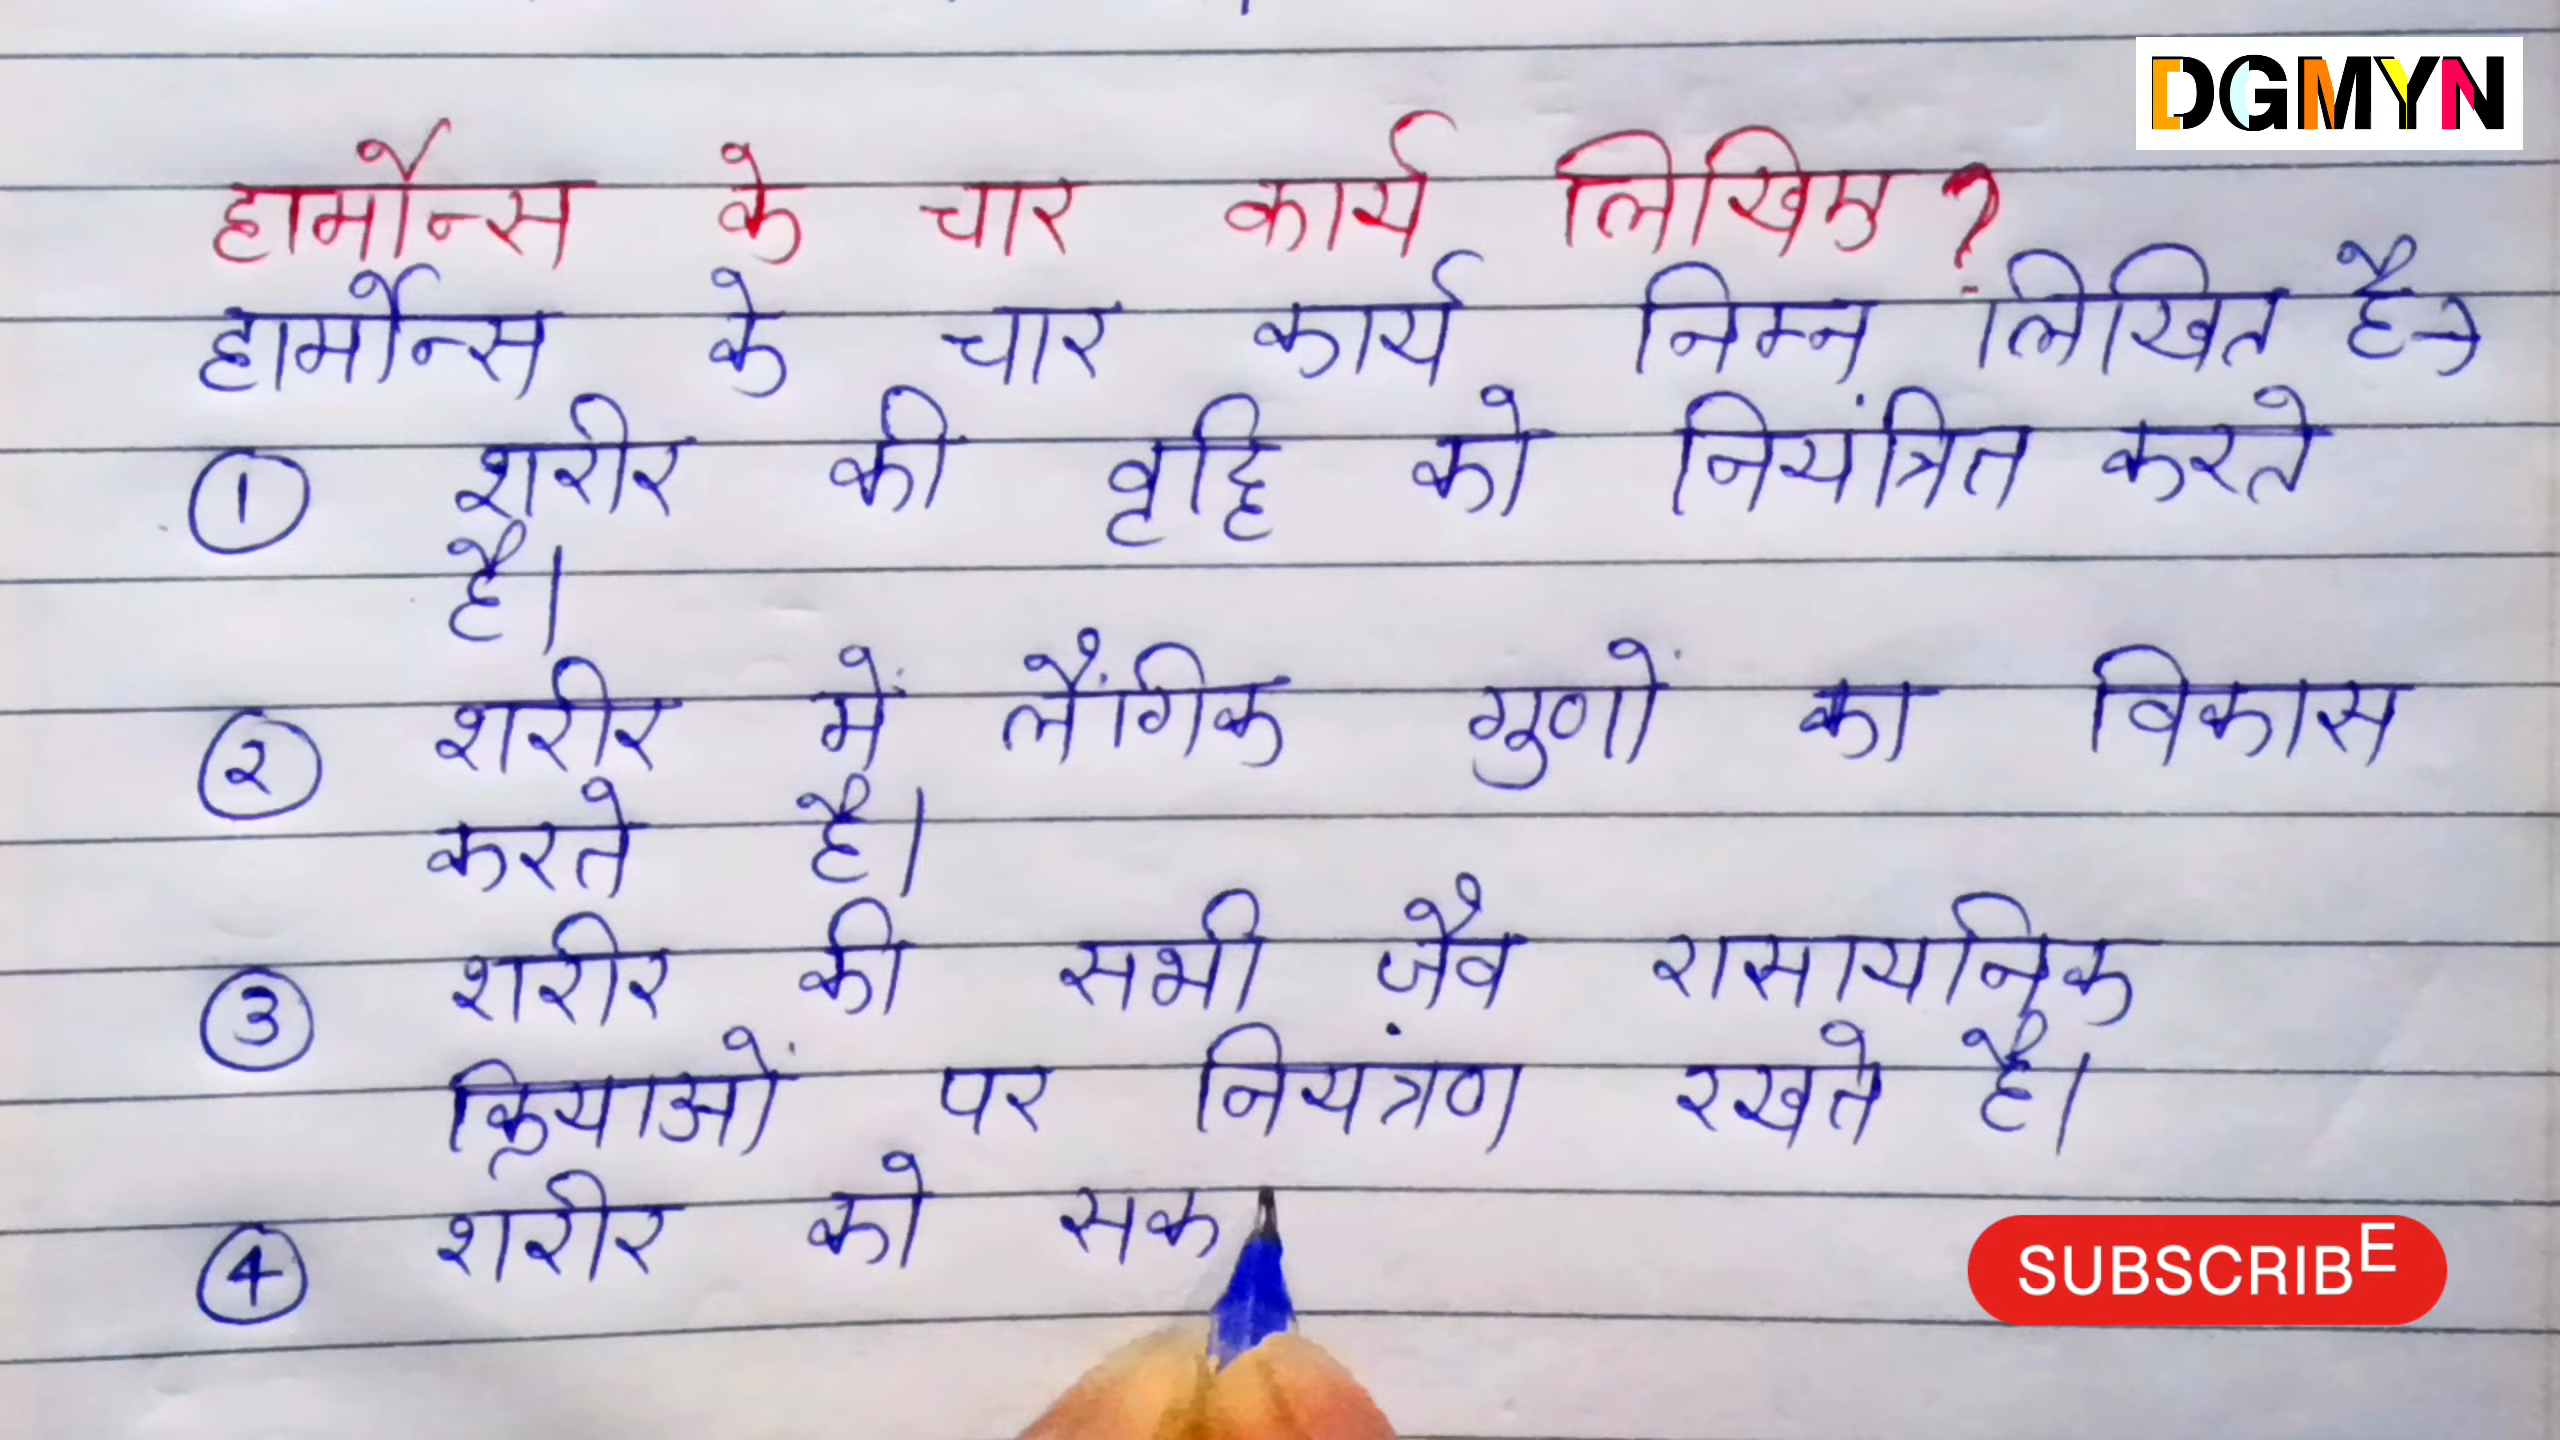 DGMYN
हार्मोन्स के चार कार्य लिखिए ?
हार्मोन्स के चार कार्य निम्न लिखित है→
① शरीर की वृद्दि को नियंत्रित करते
है।
② शरीर में लैंगिक गुणों का विकास
करते है।
③ शरीर की सभी जैव रासायनिक
क्रियाओं पर नियंत्रण रखते है।
④ शरीर को सक
SUBSCRIBE